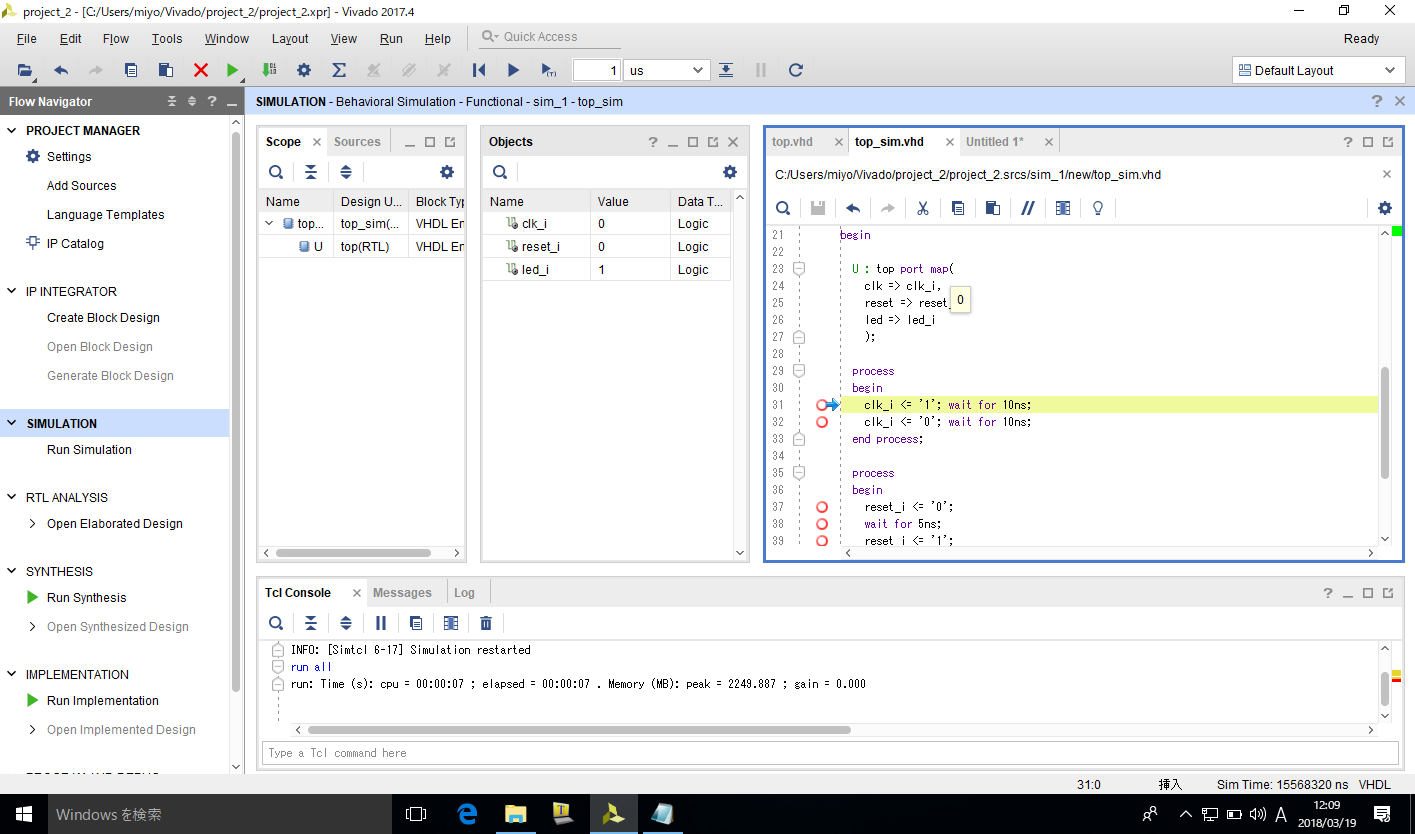 project_2 - [C:/Users/miyo/Vivado/project_2/project_2.xpr] - Vivado 2017.4
File Edit Flow Tools Window Layout View Run Help Quick Access Ready
1 us Default Layout
Flow Navigator
PROJECT MANAGER
Settings
Add Sources
Language Templates
IP Catalog
IP INTEGRATOR
Create Block Design
Open Block Design
Generate Block Design
SIMULATION
Run Simulation
RTL ANALYSIS
Open Elaborated Design
SYNTHESIS
Run Synthesis
Open Synthesized Design
IMPLEMENTATION
Run Implementation
Open Implemented Design
SIMULATION - Behavioral Simulation - Functional - sim_1 - top_sim
Scope Sources
Name Design U... Block Typ
top... top_sim(... VHDL En
U top(RTL) VHDL En
Objects
Name Value Data T...
clk_i 0 Logic
reset_i 0 Logic
led_i 1 Logic
top.vhd top_sim.vhd Untitled 1*
C:/Users/miyo/Vivado/project_2/project_2.srcs/sim_1/new/top_sim.vhd
21 begin
22
23 U : top port map(
24 clk => clk_i,
25 reset => reset_
0
26 led => led_i
27 );
28
29 process
30 begin
31 clk_i <= '1'; wait for 10ns;
32 clk_i <= '0'; wait for 10ns;
33 end process;
34
35 process
36 begin
37 reset_i <= '0';
38 wait for 5ns;
39 reset_i <= '1';
Tcl Console Messages Log
INFO: [Simtcl 6-17] Simulation restarted
run all
run: Time (s): cpu = 00:00:07 ; elapsed = 00:00:07 . Memory (MB): peak = 2249.887 ; gain = 0.000
Type a Tcl command here
31:0 挿入 Sim Time: 15568320 ns VHDL
Windows を検索
A 12:09
2018/03/19